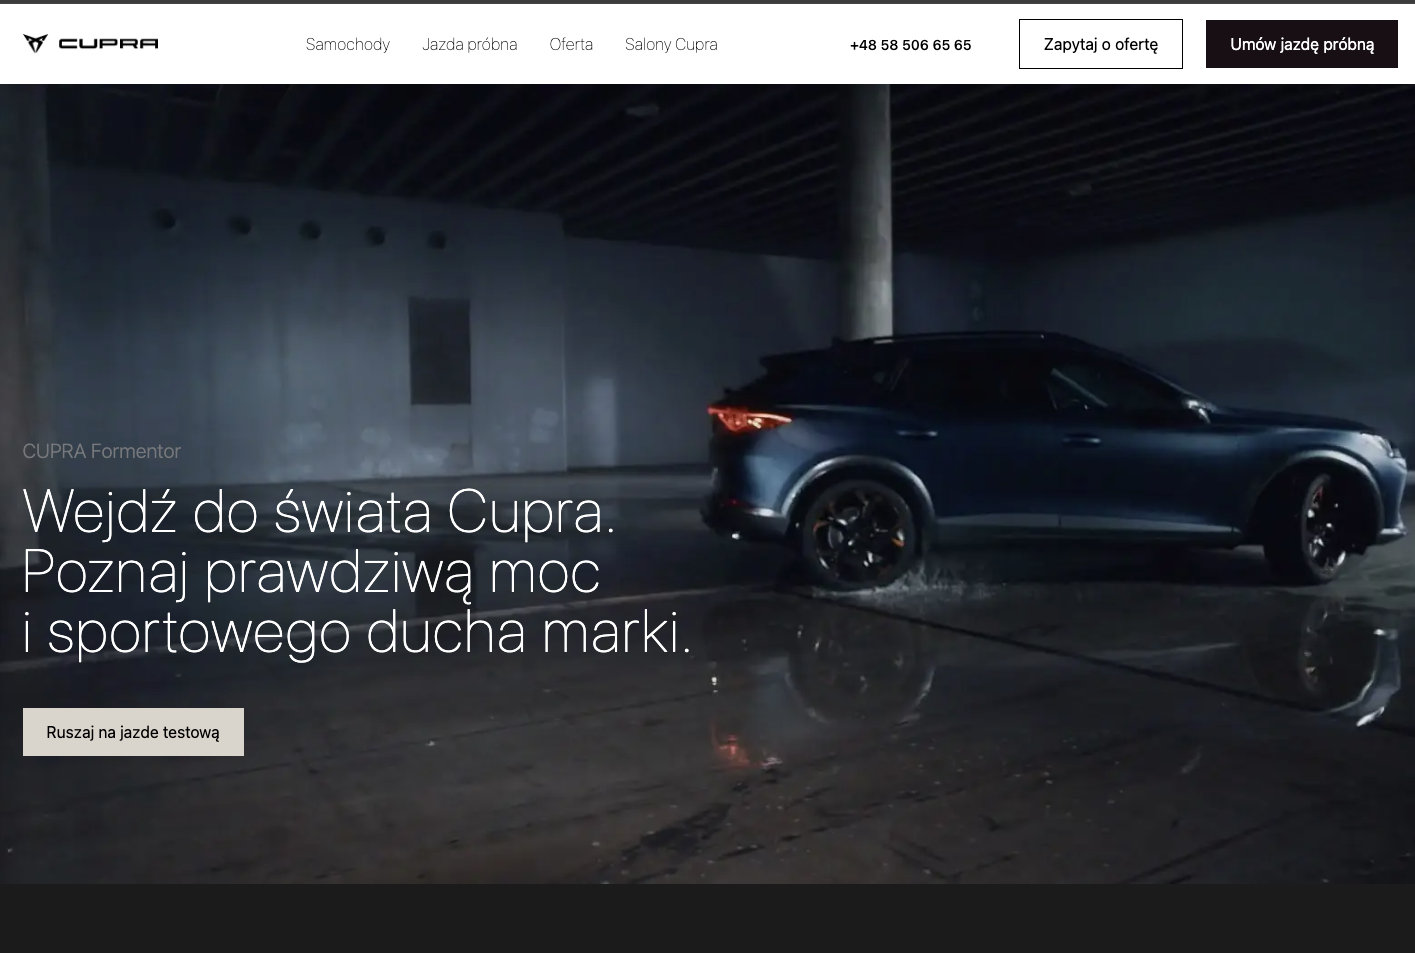 CUPRA
Samochody
Jazda próbna
Oferta
Salony Cupra
+48 58 506 65 65
Zapytaj o ofertę
Umów jazdę próbną
CUPRA Formentor
Wejdź do świata Cupra.
Poznaj prawdziwą moc
i sportowego ducha marki.
Ruszaj na jazde testową